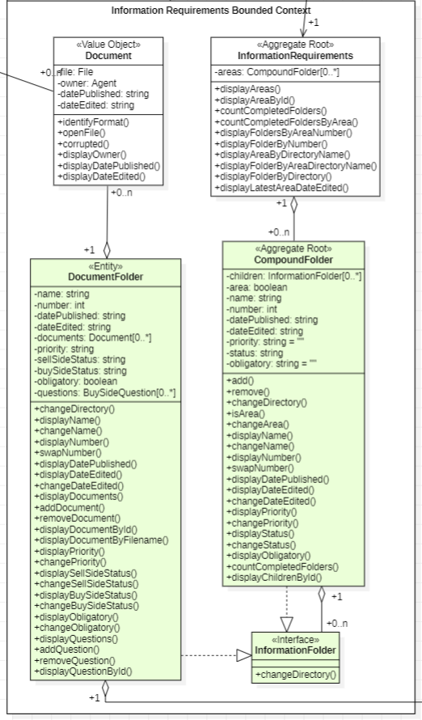 Information Requirements Bounded Context
+1
«Value Object»
Document
+0..n
-file: File
-owner: Agent
-datePublished: string
-dateEdited: string
+identifyFormat()
+openFile()
+corrupted()
+displayOwner()
+displayDatePublished()
+displayDateEdited()
+0..n
+1
«Aggregate Root»
InformationRequirements
-areas: CompoundFolder[0..*]
+displayAreas()
+displayAreaById()
+countCompletedFolders()
+countCompletedFoldersByArea()
+displayFoldersByAreaNumber()
+displayFolderByNumber()
+displayAreaByDirectoryName()
+displayFolderByAreaDirectoryName()
+displayFolderByDirectory()
+displayLatestAreaDateEdited()
+1
+0..n
«Entity»
DocumentFolder
-name: string
-number: int
-datePublished: string
-dateEdited: string
-documents: Document[0..*]
-priority: string
-sellSideStatus: string
-buySideStatus: string
-obligatory: boolean
-questions: BuySideQuestion[0..*]
+changeDirectory()
+displayName()
+changeName()
+displayNumber()
+swapNumber()
+displayDatePublished()
+displayDateEdited()
+changeDateEdited()
+displayDocuments()
+addDocument()
+removeDocument()
+displayDocumentById()
+displayDocumentByFilename()
+displayPriority()
+changePriority()
+displaySellSideStatus()
+changeSellSideStatus()
+displayBuySideStatus()
+changeBuySideStatus()
+displayObligatory()
+changeObligatory()
+displayQuestions()
+addQuestion()
+removeQuestion()
+displayQuestionById()
+1
«Aggregate Root»
CompoundFolder
-children: InformationFolder[0..*]
-area: boolean
-name: string
-number: int
-datePublished: string
-dateEdited: string
-priority: string = ""
-status: string
-obligatory: string = ""
+add()
+remove()
+changeDirectory()
+isArea()
+changeArea()
+displayName()
+changeName()
+displayNumber()
+swapNumber()
+displayDatePublished()
+displayDateEdited()
+changeDateEdited()
+displayPriority()
+changePriority()
+displayStatus()
+changeStatus()
+displayObligatory()
+countCompletedFolders()
+displayChildrenById()
+1
+0..n
«Interface»
InformationFolder
+changeDirectory()